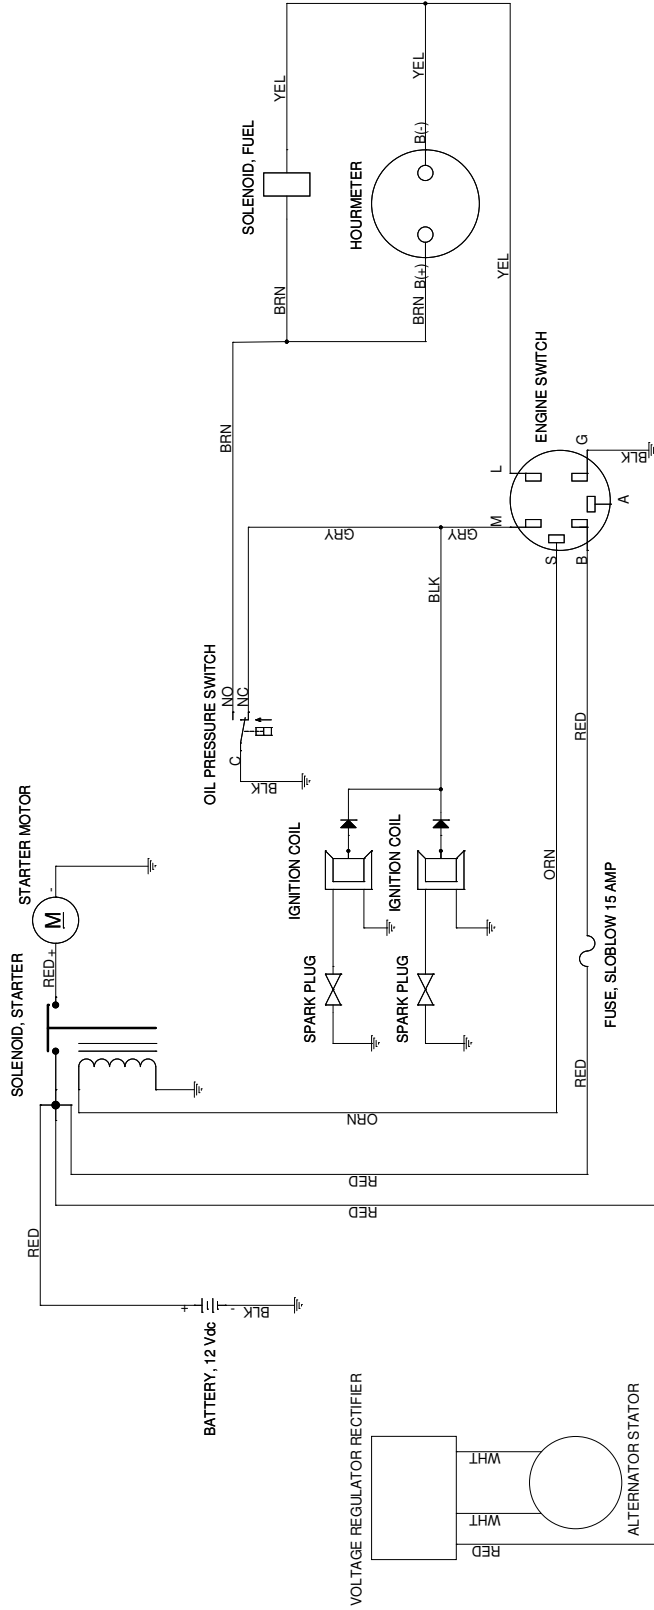 YEL
YEL
SOLENOID, FUEL
B(-)
HOURMETER
BRN
BRN
B(+)
YEL
BRN
ENGINE SWITCH
L
G
BLK
M
A
S
B
GRY
GRY
BLK
OIL PRESSURE SWITCH
NO
NC
C
BLK
RED
STARTER MOTOR
-
M
RED
+
SOLENOID, STARTER
IGNITION COIL
IGNITION COIL
ORN
SPARK PLUG
SPARK PLUG
FUSE, SLOBLOW 15 AMP
RED
ORN
RED
RED
RED
+
-
BLK
BATTERY, 12 Vdc
VOLTAGE REGULATOR RECTIFIER
WHT
WHT
RED
ALTERNATOR STATOR